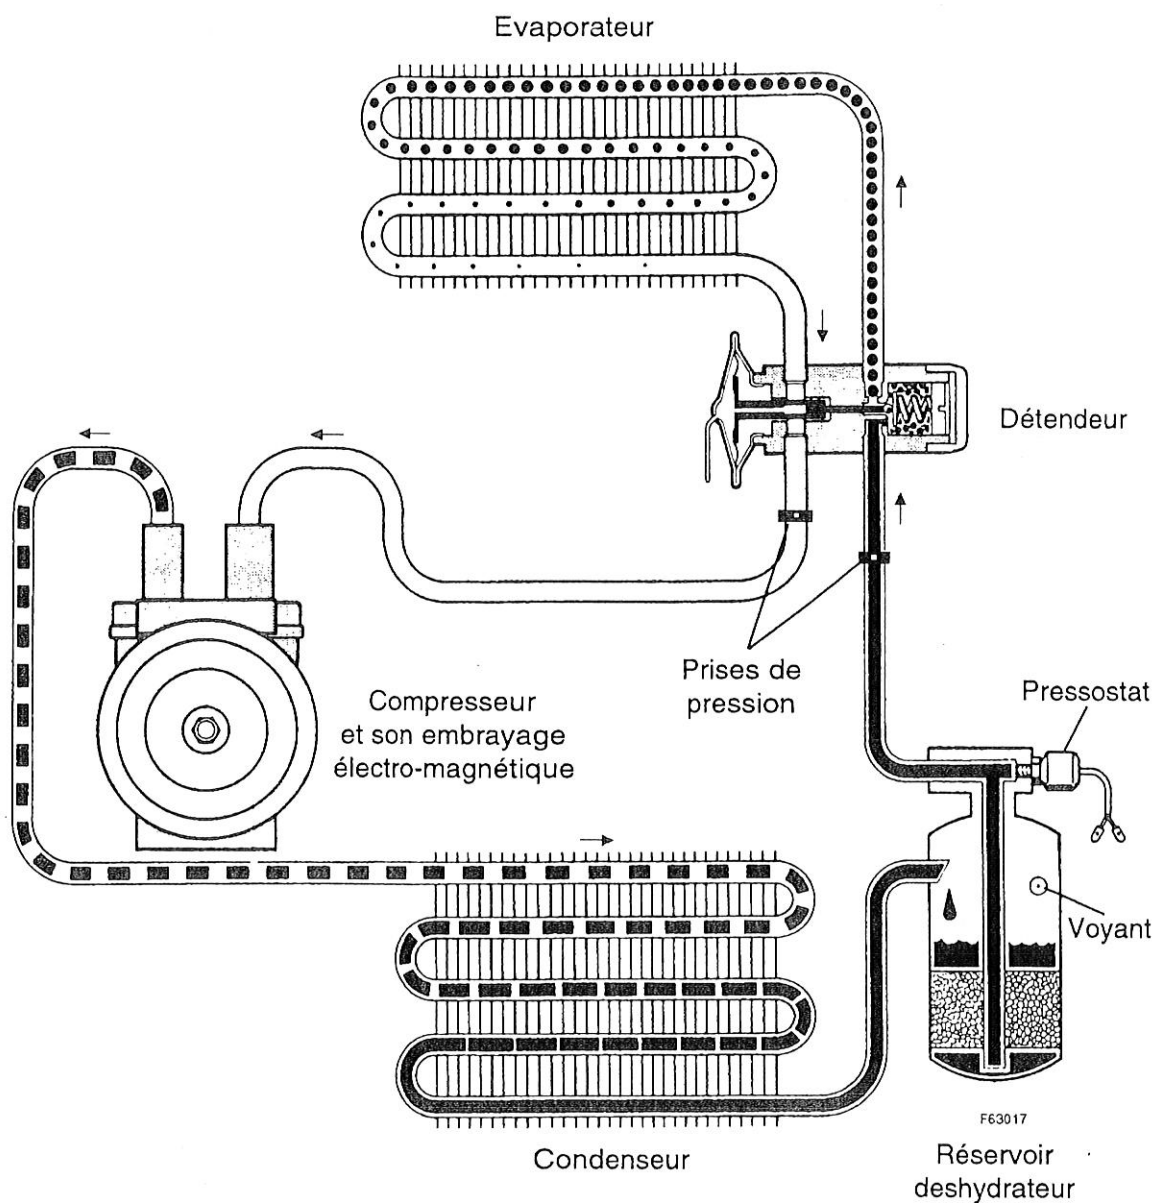 Evaporateur
Détendeur
Prises de
pression
Pressostat
Compresseur
et son embrayage
électro-magnétique
Voyant
F63017
Condenseur
Réservoir
deshydrateur